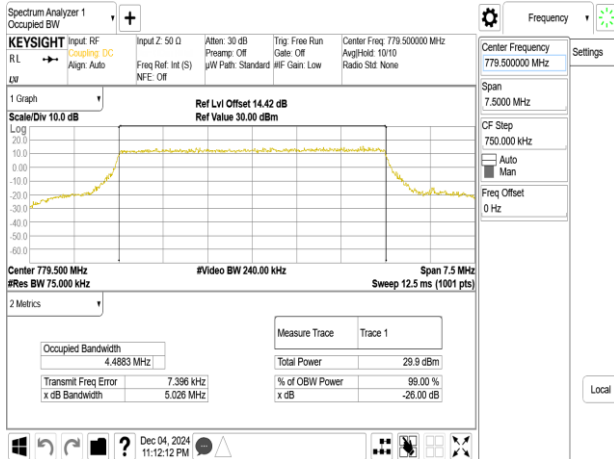 Spectrum Analyzer 1
Occupied BW
+
Frequency
KEYSIGHT Input: RF Input Z: 50 Ω Atten: 30 dB Trig: Free Run Center Freq: 779.500000 MHz
RL Coupling: DC Preamp: Off Gate: Off Avg|Hold: 10/10
Align: Auto Freq Ref: Int (S) µW Path: Standard #IF Gain: Low Radio Std: None
LXI NFE: Off
Center Frequency
779.500000 MHz
Settings
Span
7.5000 MHz
CF Step
750.000 kHz
Auto
Man
Freq Offset
0 Hz
Local
1 Graph
Ref Lvl Offset 14.42 dB
Scale/Div 10.0 dB Ref Value 30.00 dBm
Log
20.0
10.0
0.00
-10.0
-20.0
-30.0
-40.0
-50.0
-60.0
Center 779.500 MHz #Video BW 240.00 kHz Span 7.5 MHz
#Res BW 75.000 kHz Sweep 12.5 ms (1001 pts)
2 Metrics
Measure Trace Trace 1
Occupied Bandwidth
4.4883 MHz Total Power 29.9 dBm
Transmit Freq Error 7.396 kHz % of OBW Power 99.00 %
x dB Bandwidth 5.026 MHz x dB -26.00 dB
? Dec 04, 2024
11:12:12 PM